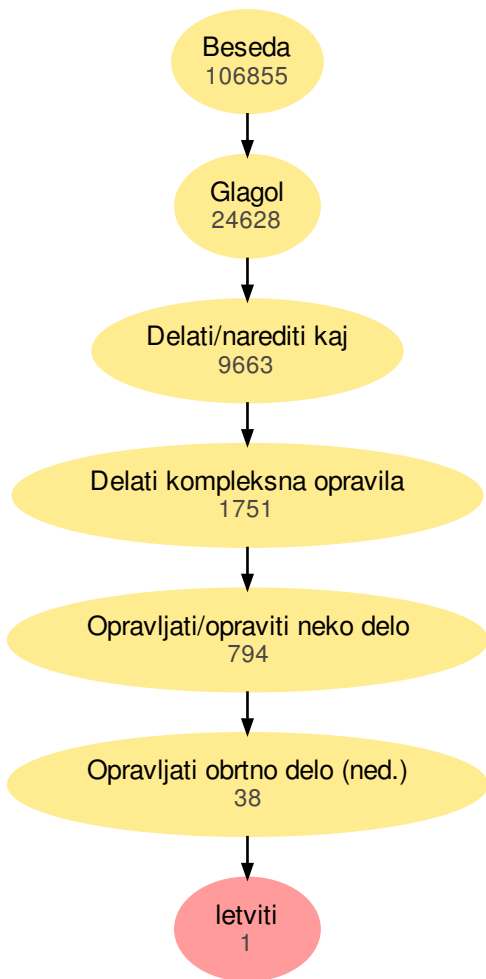 Beseda
106855
Glagol
24628
Delati/narediti kaj
9663
Delati kompleksna opravila
1751
Opravljati/opraviti neko delo
794
Opravljati obrtno delo (ned.)
38
letviti
1